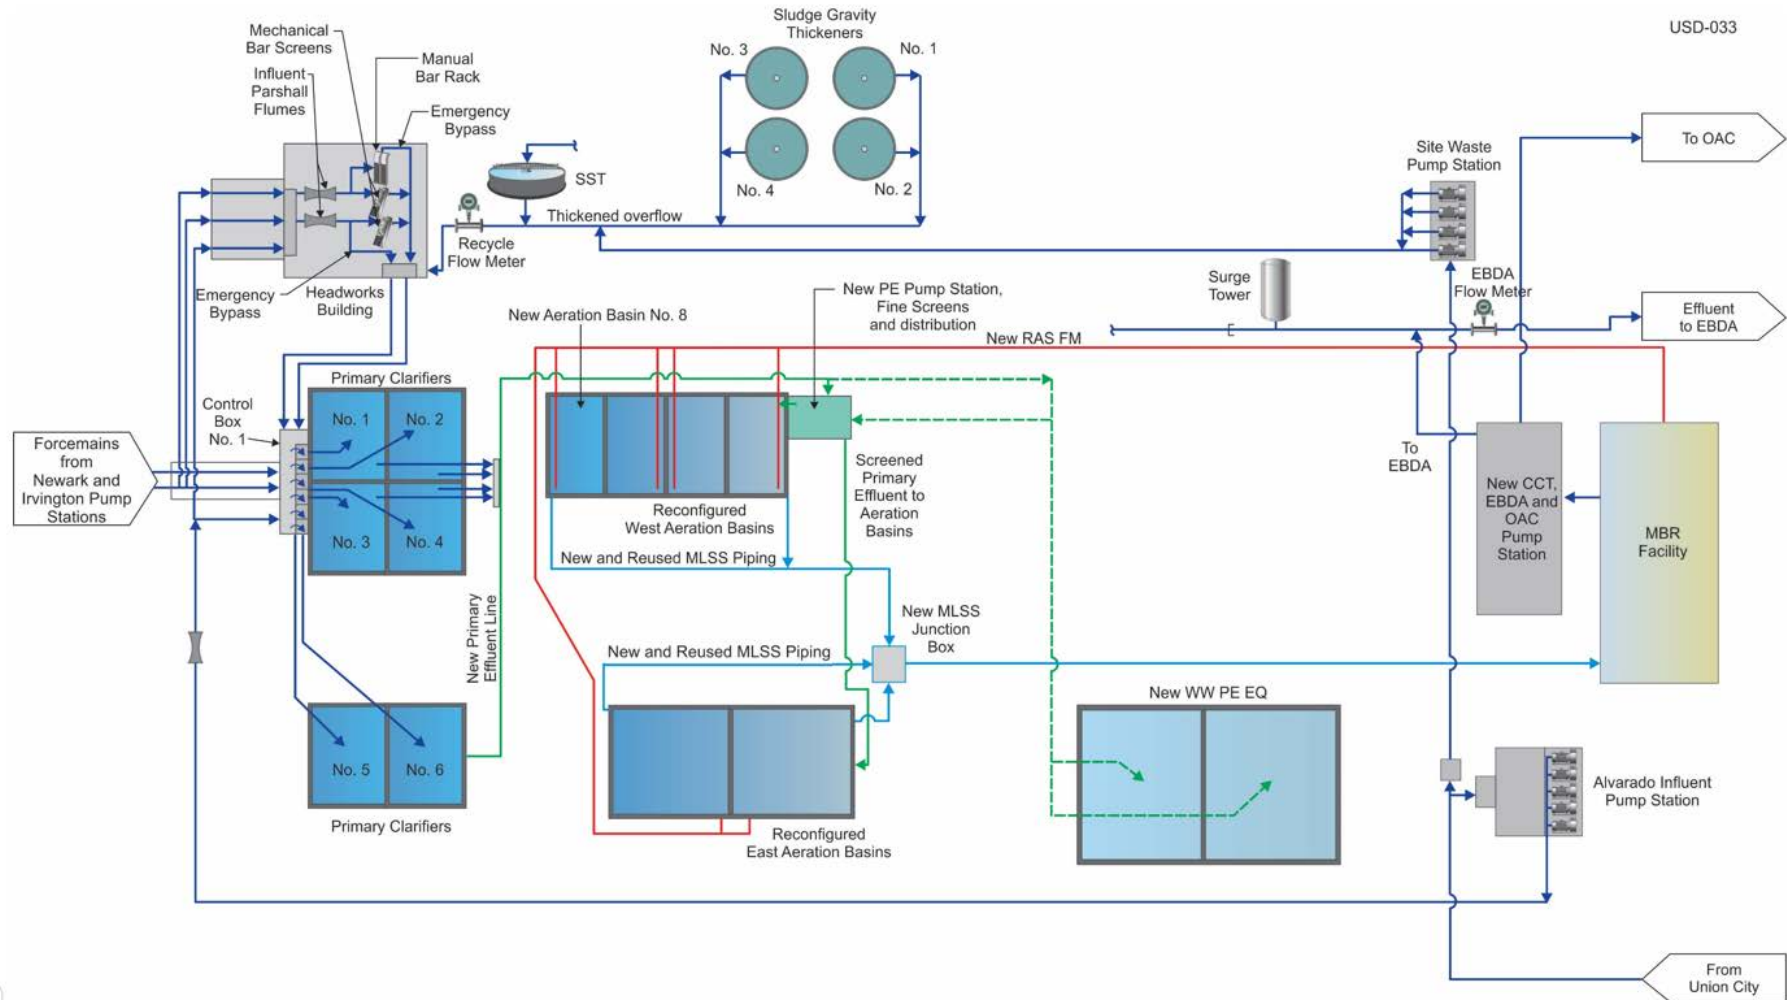 USD-033
Sludge Gravity
Thickeners
No. 3
No. 1
No. 4
No. 2
Mechanical
Bar Screens
Manual
Bar Rack
Influent
Parshall
Flumes
Emergency
Bypass
SST
Thickened overflow
Recycle
Flow Meter
Emergency
Bypass
Headworks
Building
Site Waste
Pump Station
To OAC
Surge
Tower
EBDA
Flow Meter
Effluent
to EBDA
New PE Pump Station,
Fine Screens
and distribution
New Aeration Basin No. 8
New RAS FM
Primary Clarifiers
Control
Box
No. 1
No. 1
No. 2
No. 3
No. 4
Forcemains
from
Newark and
Irvington Pump
Stations
To
EBDA
Screened
Primary
Effluent to
Aeration
Basins
Reconfigured
West Aeration Basins
New CCT,
EBDA and
OAC
Pump
Station
MBR
Facility
New and Reused MLSS Piping
New Primary
Effluent Line
New MLSS
Junction
Box
New and Reused MLSS Piping
New WW PE EQ
No. 5
No. 6
Primary Clarifiers
Reconfigured
East Aeration Basins
Alvarado Influent
Pump Station
From
Union City